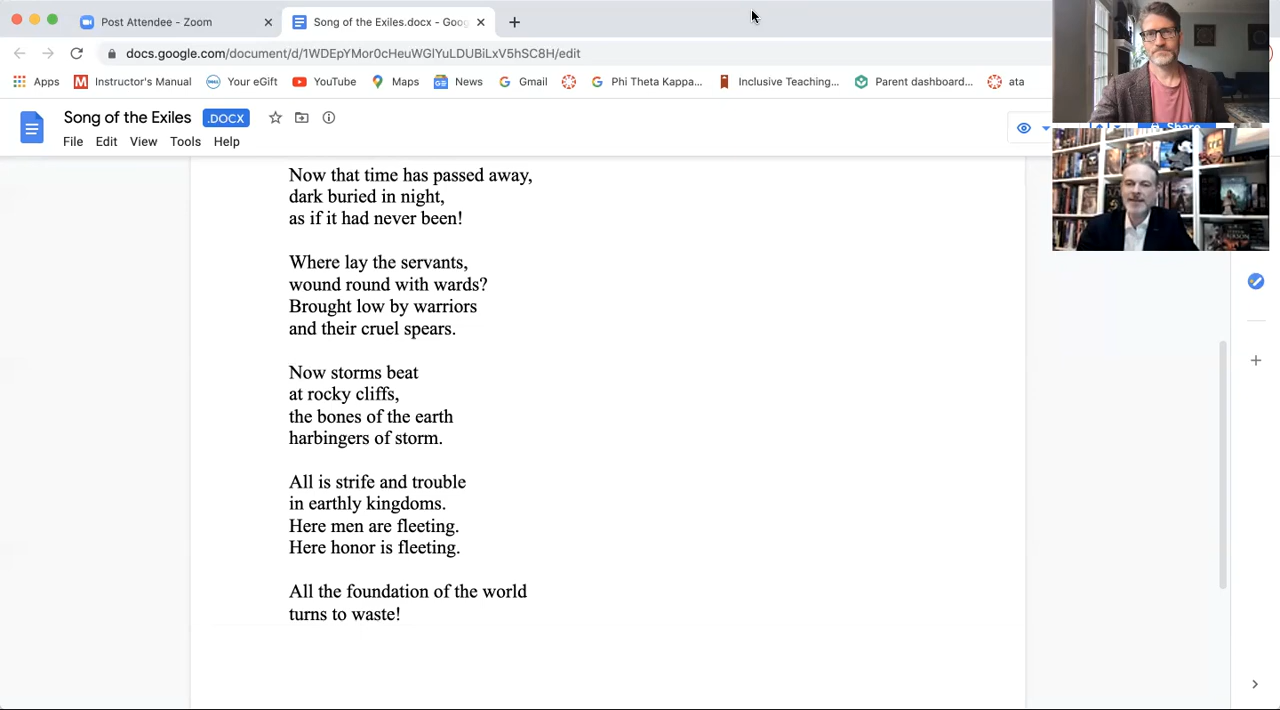 Post Attendee - Zoom
Song of the Exiles.docx - Goog
docs.google.com/document/d/1WDEpYMor0cHeuWGlYuLDUBiLxV5hSC8H/edit
Apps
Instructor's Manual
Your eGift
YouTube
Maps
News
Gmail
Phi Theta Kappa...
Inclusive Teaching...
Parent dashboard...
ata
Song of the Exiles
.DOCX
File Edit View Tools Help
Share
Now that time has passed away,
dark buried in night,
as if it had never been!
Where lay the servants,
wound round with wards?
Brought low by warriors
and their cruel spears.
Now storms beat
at rocky cliffs,
the bones of the earth
harbingers of storm.
All is strife and trouble
in earthly kingdoms.
Here men are fleeting.
Here honor is fleeting.
All the foundation of the world
turns to waste!